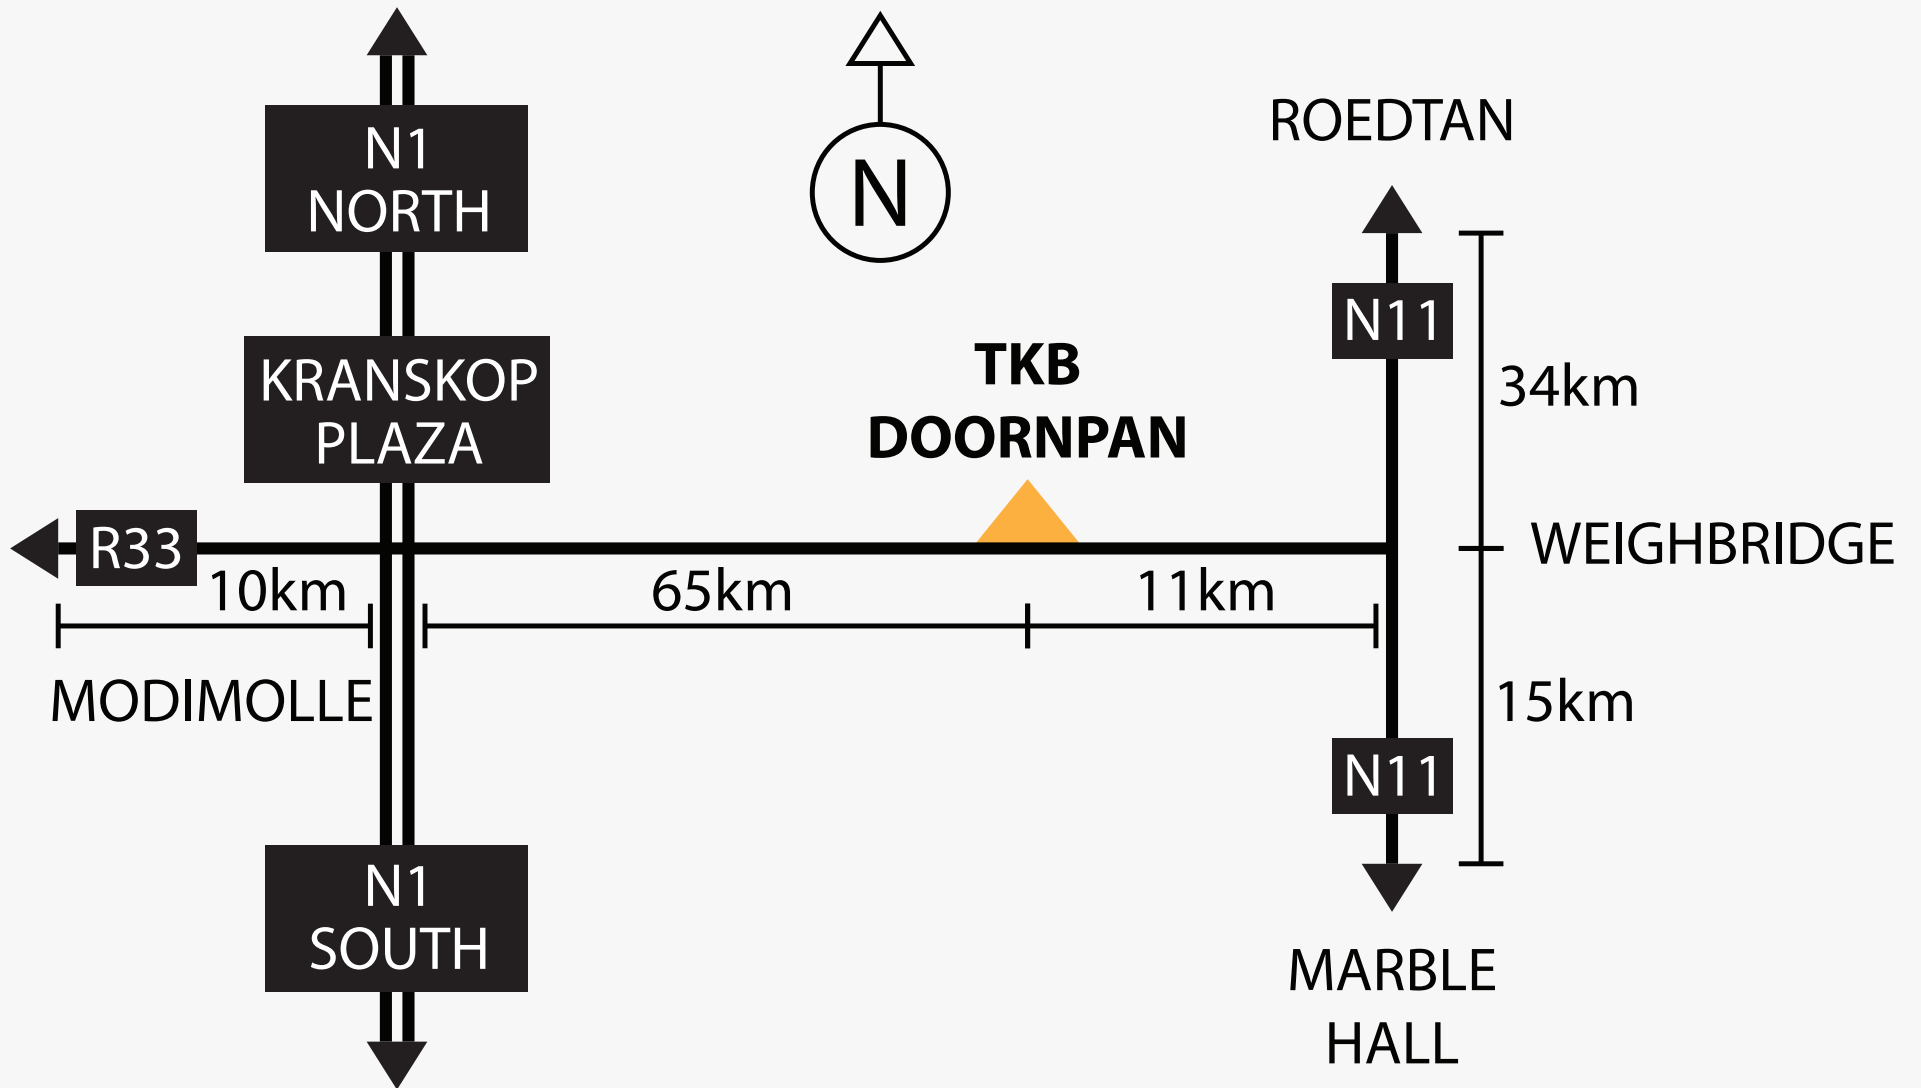 N1
NORTH
N
ROEDTAN
N11
KRANSKOP
PLAZA
TKB
DOORNPAN
34km
R33
WEIGHBRIDGE
10km
65km
11km
MODIMOLLE
15km
N11
N1
SOUTH
MARBLE
HALL